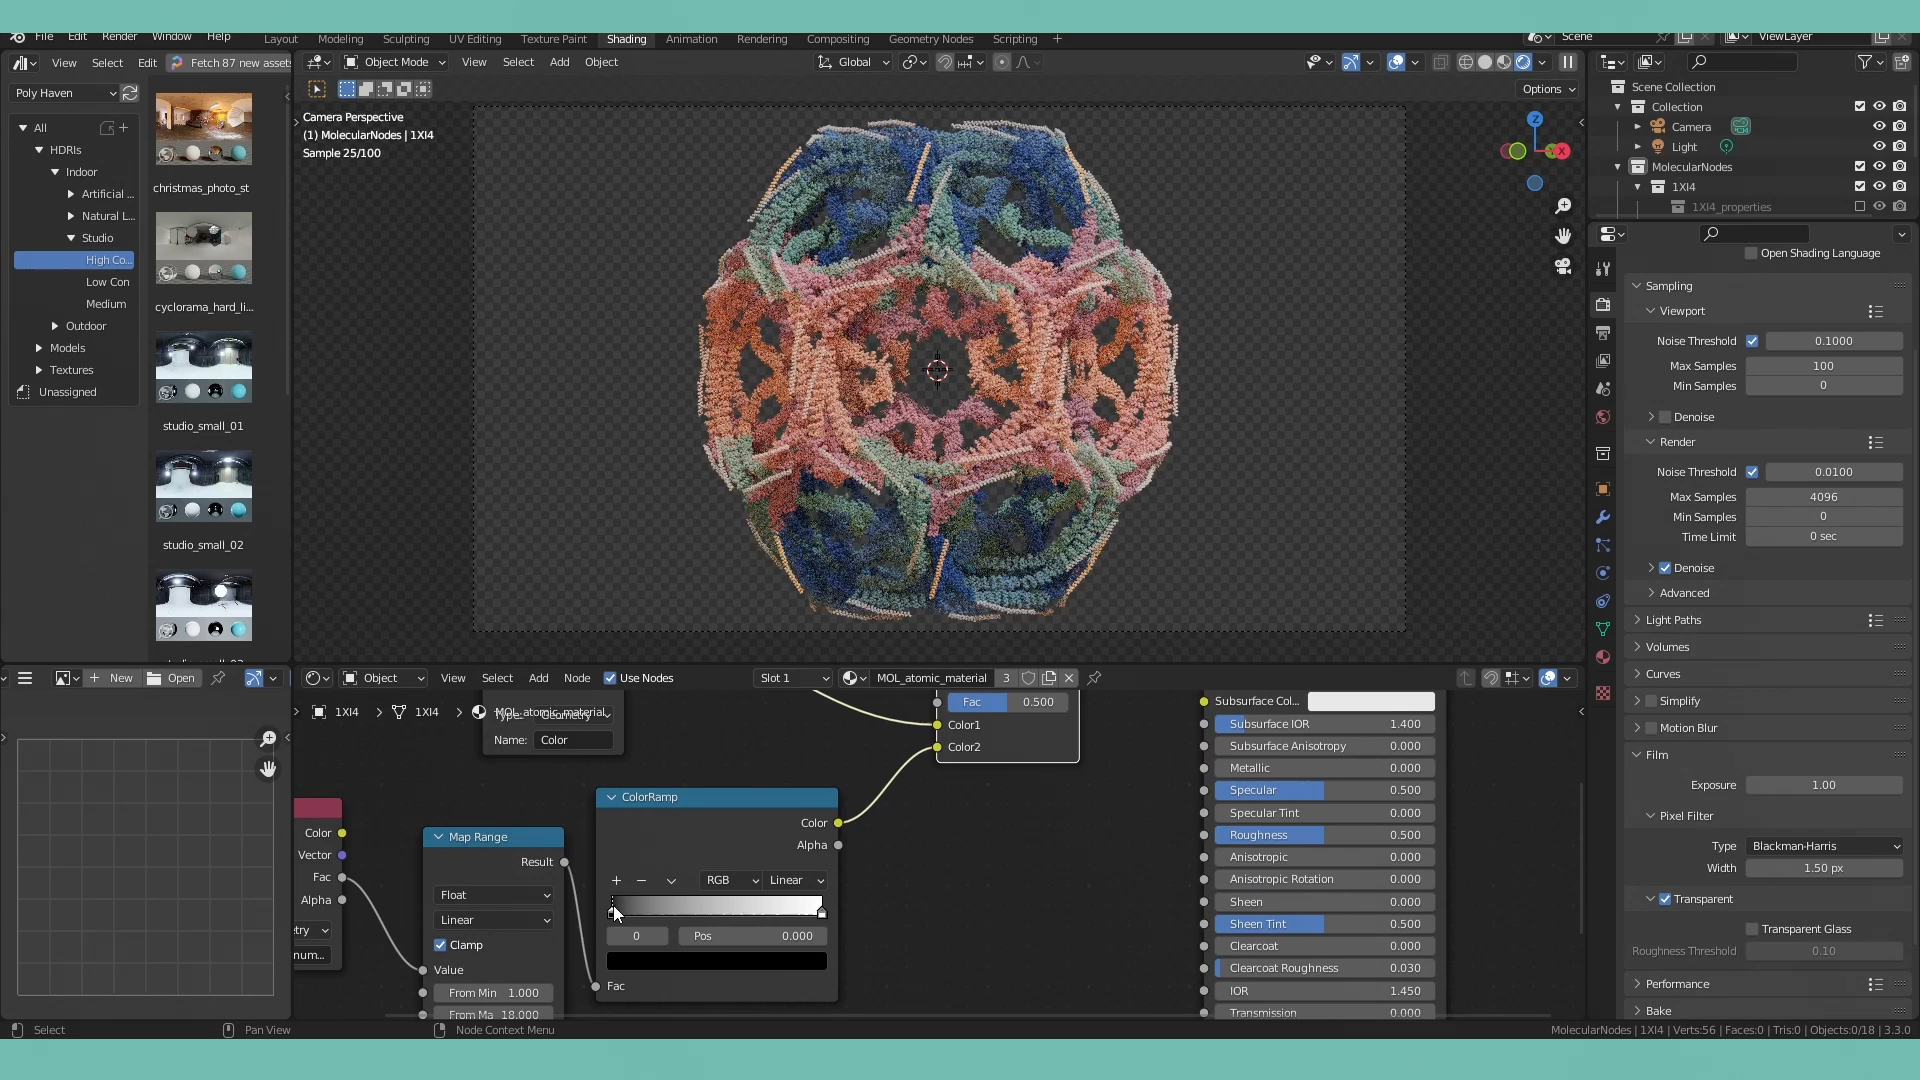 File Edit Render Window Help
Layout Modeling Sculpting UV Editing Texture Paint Shading Animation Rendering Compositing Geometry Nodes Scripting +
Scene
ViewLayer
View Select Edit Fetch 87 new assets
Object Mode View Select Add Object
Global
Options
Poly Haven
All
HDRIs
Indoor
Artificial ...
Natural L...
Studio
High Co...
Low Con
Medium
Outdoor
Models
Textures
Unassigned
christmas_photo_st
cyclorama_hard_li...
studio_small_01
studio_small_02
Camera Perspective
(1) MolecularNodes | 1XI4
Sample 25/100
Z
Y
X
Scene Collection
Collection
Camera
Light
MolecularNodes
1XI4
1XI4_properties
Open Shading Language
Sampling
Viewport
Noise Threshold 0.1000
Max Samples 100
Min Samples 0
Denoise
Render
Noise Threshold 0.0100
Max Samples 4096
Min Samples 0
Time Limit 0 sec
Denoise
Advanced
Light Paths
Volumes
Curves
Simplify
Motion Blur
Film
Exposure 1.00
Pixel Filter
Type Blackman-Harris
Width 1.50 px
Transparent
Transparent Glass
Roughness Threshold 0.10
Performance
Bake
New Open
Object View Select Add Node Use Nodes Slot 1 MOL_atomic_material 3
1XI4 > 1XI4 > MOL_atomic_material
Type: Geometry
Name: Color
Fac 0.500
Color1
Color2
Color
Vector
Fac
Alpha
etry
num...
Map Range
Result
Float
Linear
Clamp
Value
From Min 1.000
From Ma 18.000
ColorRamp
Color
Alpha
+ − RGB Linear
0 Pos 0.000
Fac
Subsurface Col...
Subsurface IOR 1.400
Subsurface Anisotropy 0.000
Metallic 0.000
Specular 0.500
Specular Tint 0.000
Roughness 0.500
Anisotropic 0.000
Anisotropic Rotation 0.000
Sheen 0.000
Sheen Tint 0.500
Clearcoat 0.000
Clearcoat Roughness 0.030
IOR 1.450
Transmission 0.000
Select Pan View Node Context Menu
MolecularNodes | 1XI4 | Verts:56 | Faces:0 | Tris:0 | Objects:0/18 | 3.3.0